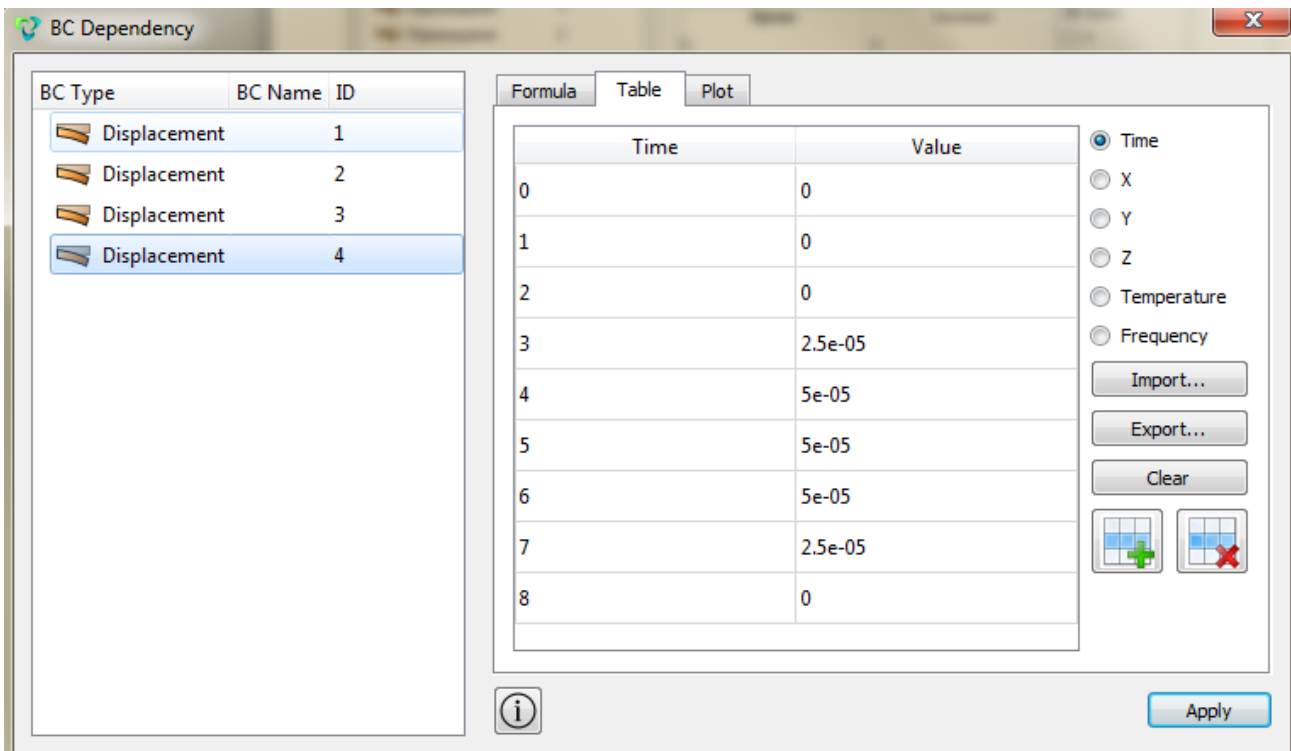 BC Dependency
BC Type BC Name ID
Displacement 1
Displacement 2
Displacement 3
Displacement 4
Formula Table Plot
Time Value
0 0
1 0
2 0
3 2.5e-05
4 5e-05
5 5e-05
6 5e-05
7 2.5e-05
8 0
Time
X
Y
Z
Temperature
Frequency
Import...
Export...
Clear
Apply